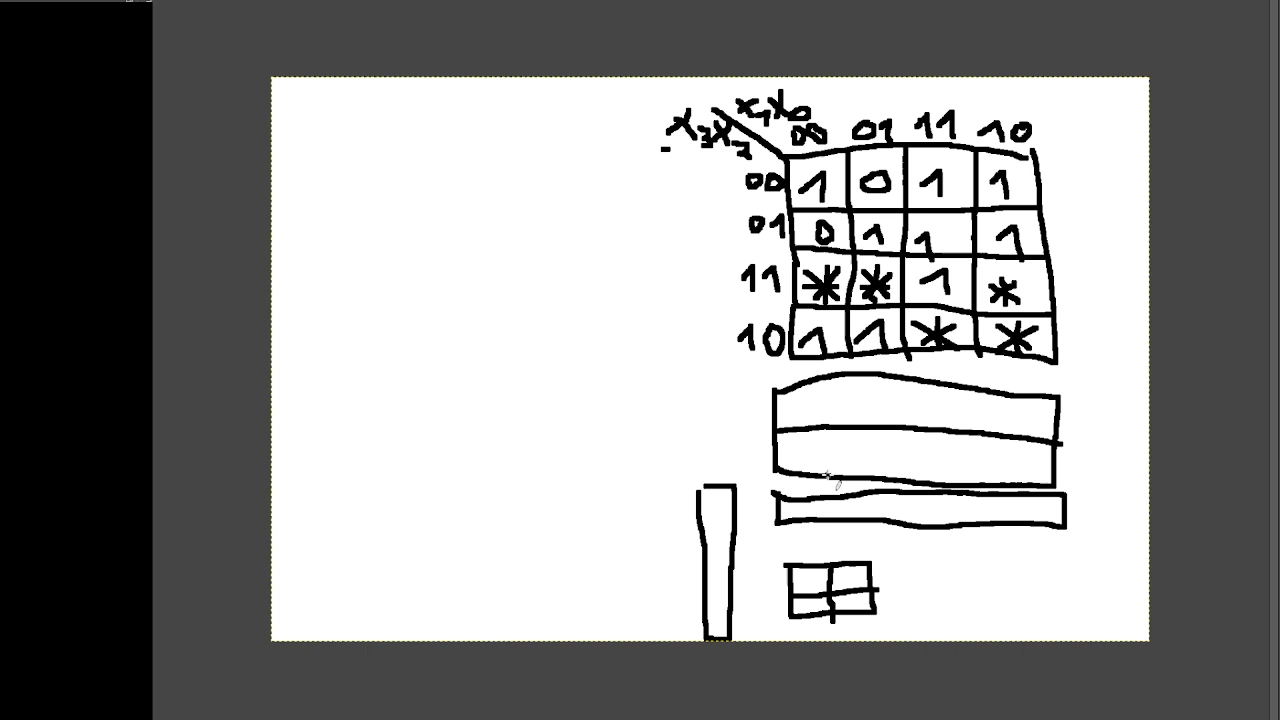 x₁x₀
x₃x₂ 00 01 11 10
00 1 0 1 1
01 0 1 1 1
11 * * 1 *
10 1 1 * *